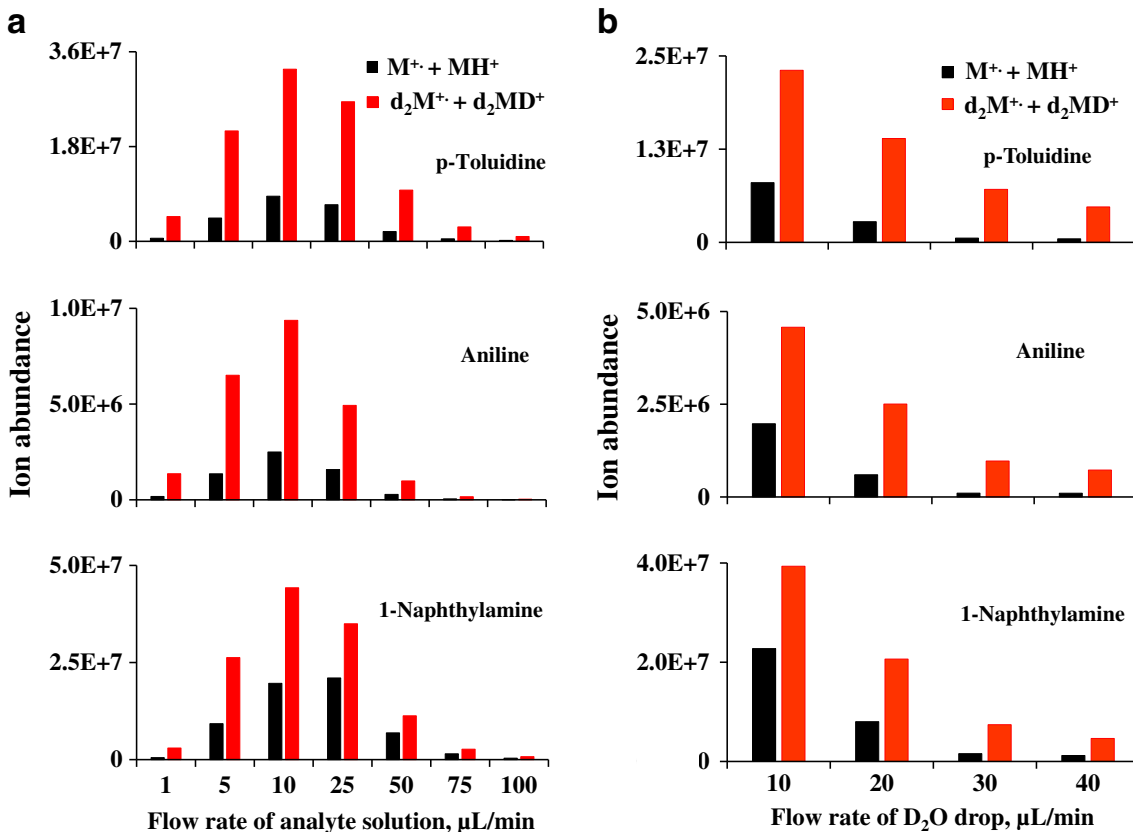 a
3.6E+7
M⁺· + MH⁺
d₂M⁺· + d₂MD⁺
1.8E+7
p-Toluidine
0
1.0E+7
Aniline
5.0E+6
0
5.0E+7
1-Naphthylamine
2.5E+7
0
1 5 10 25 50 75 100
Flow rate of analyte solution, µL/min
Ion abundance
b
2.5E+7
M⁺· + MH⁺
d₂M⁺· + d₂MD⁺
1.3E+7
p-Toluidine
0
5.0E+6
Aniline
2.5E+6
0
4.0E+7
1-Naphthylamine
2.0E+7
0
10 20 30 40
Flow rate of D₂O drop, µL/min
Ion abundance